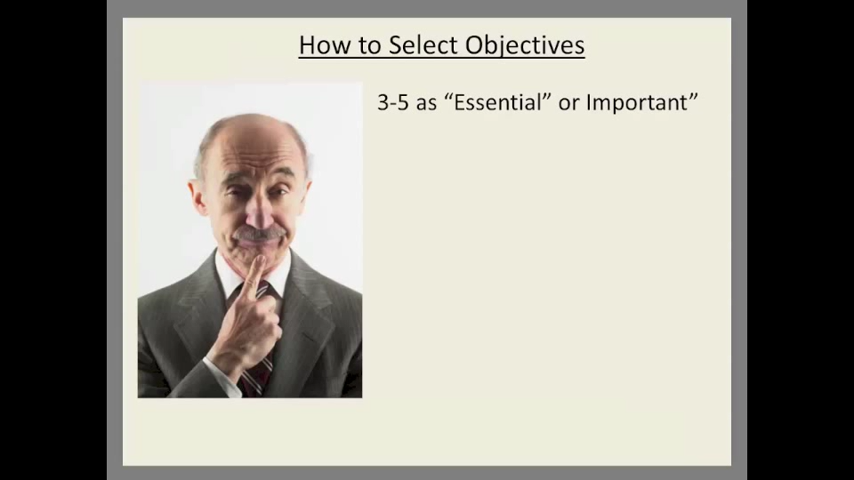 How to Select Objectives
3-5 as “Essential” or Important”